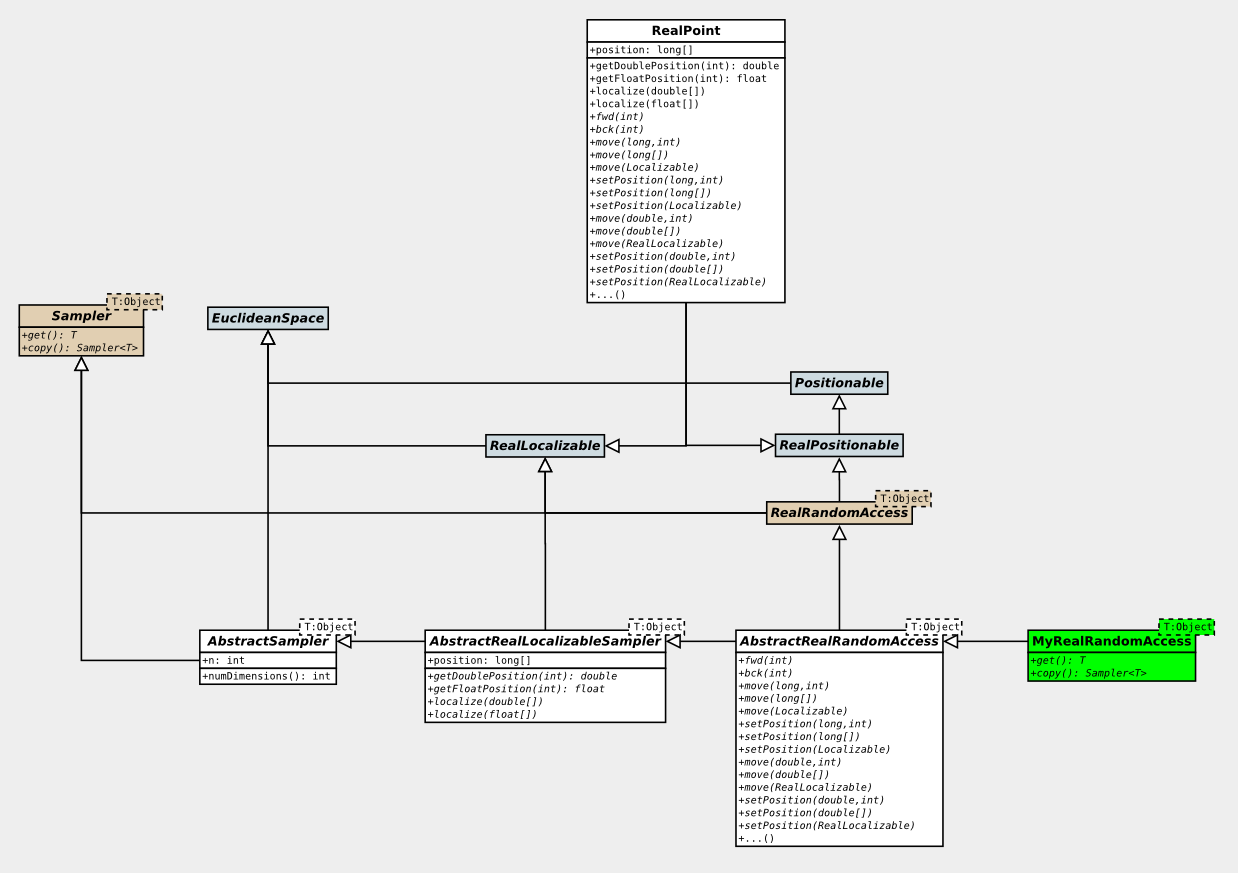 RealPoint
+position: long[]
+getDoublePosition(int): double
+getFloatPosition(int): float
+localize(double[])
+localize(float[])
+fwd(int)
+bck(int)
+move(long,int)
+move(long[])
+move(Localizable)
+setPosition(long,int)
+setPosition(long[])
+setPosition(Localizable)
+move(double,int)
+move(double[])
+move(RealLocalizable)
+setPosition(double,int)
+setPosition(double[])
+setPosition(RealLocalizable)
+...()
T:Object
Sampler
+get(): T
+copy(): Sampler<T>
EuclideanSpace
Positionable
RealLocalizable
RealPositionable
T:Object
RealRandomAccess
T:Object
AbstractSampler
+n: int
+numDimensions(): int
T:Object
AbstractRealLocalizableSampler
+position: long[]
+getDoublePosition(int): double
+getFloatPosition(int): float
+localize(double[])
+localize(float[])
T:Object
AbstractRealRandomAccess
+fwd(int)
+bck(int)
+move(long,int)
+move(long[])
+move(Localizable)
+setPosition(long,int)
+setPosition(long[])
+setPosition(Localizable)
+move(double,int)
+move(double[])
+move(RealLocalizable)
+setPosition(double,int)
+setPosition(double[])
+setPosition(RealLocalizable)
+...()
T:Object
MyRealRandomAccess
+get(): T
+copy(): Sampler<T>